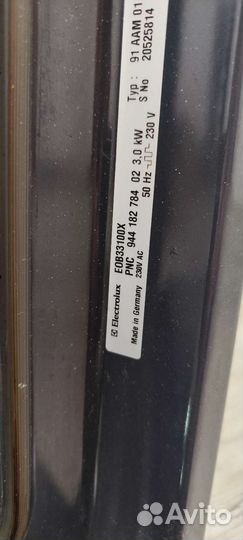 Electrolux EOB33100X Typ: 91 AAM 01
PNC 944 182 784 02 3,0 kW S No 20525814
Made in Germany 230V AC 50 Hz 230 V
Avito